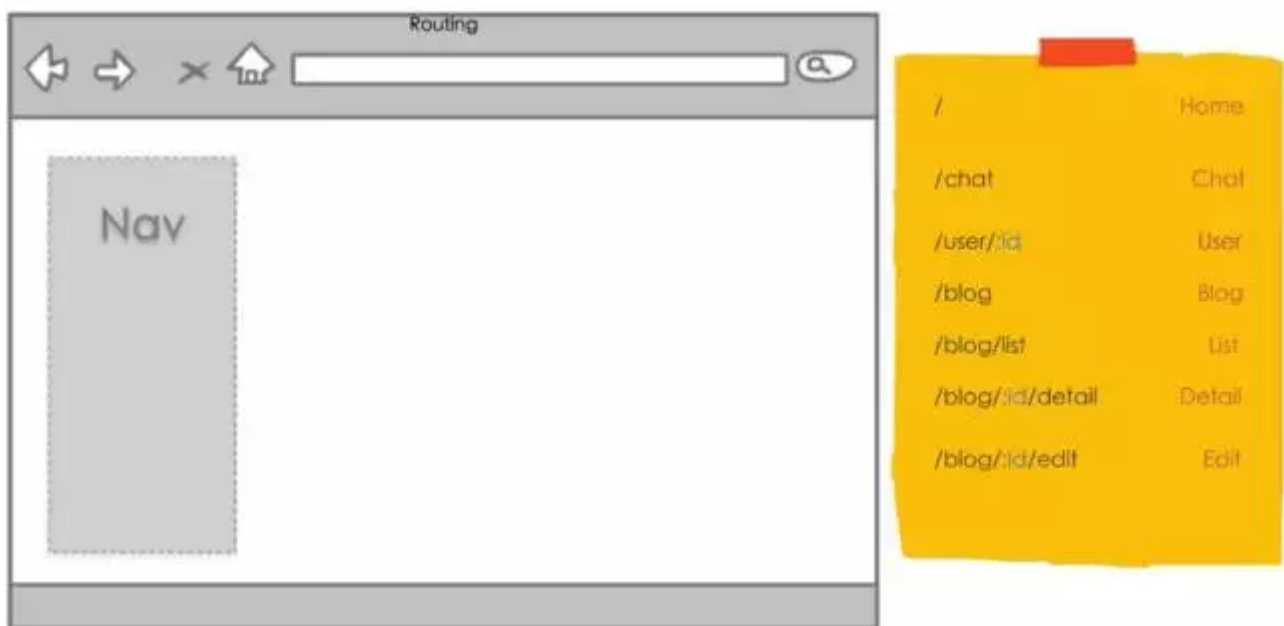 Routing
Nav
/ Home
/chat Chat
/user/:id User
/blog Blog
/blog/list List
/blog/:id/detail Detail
/blog/:id/edit Edit